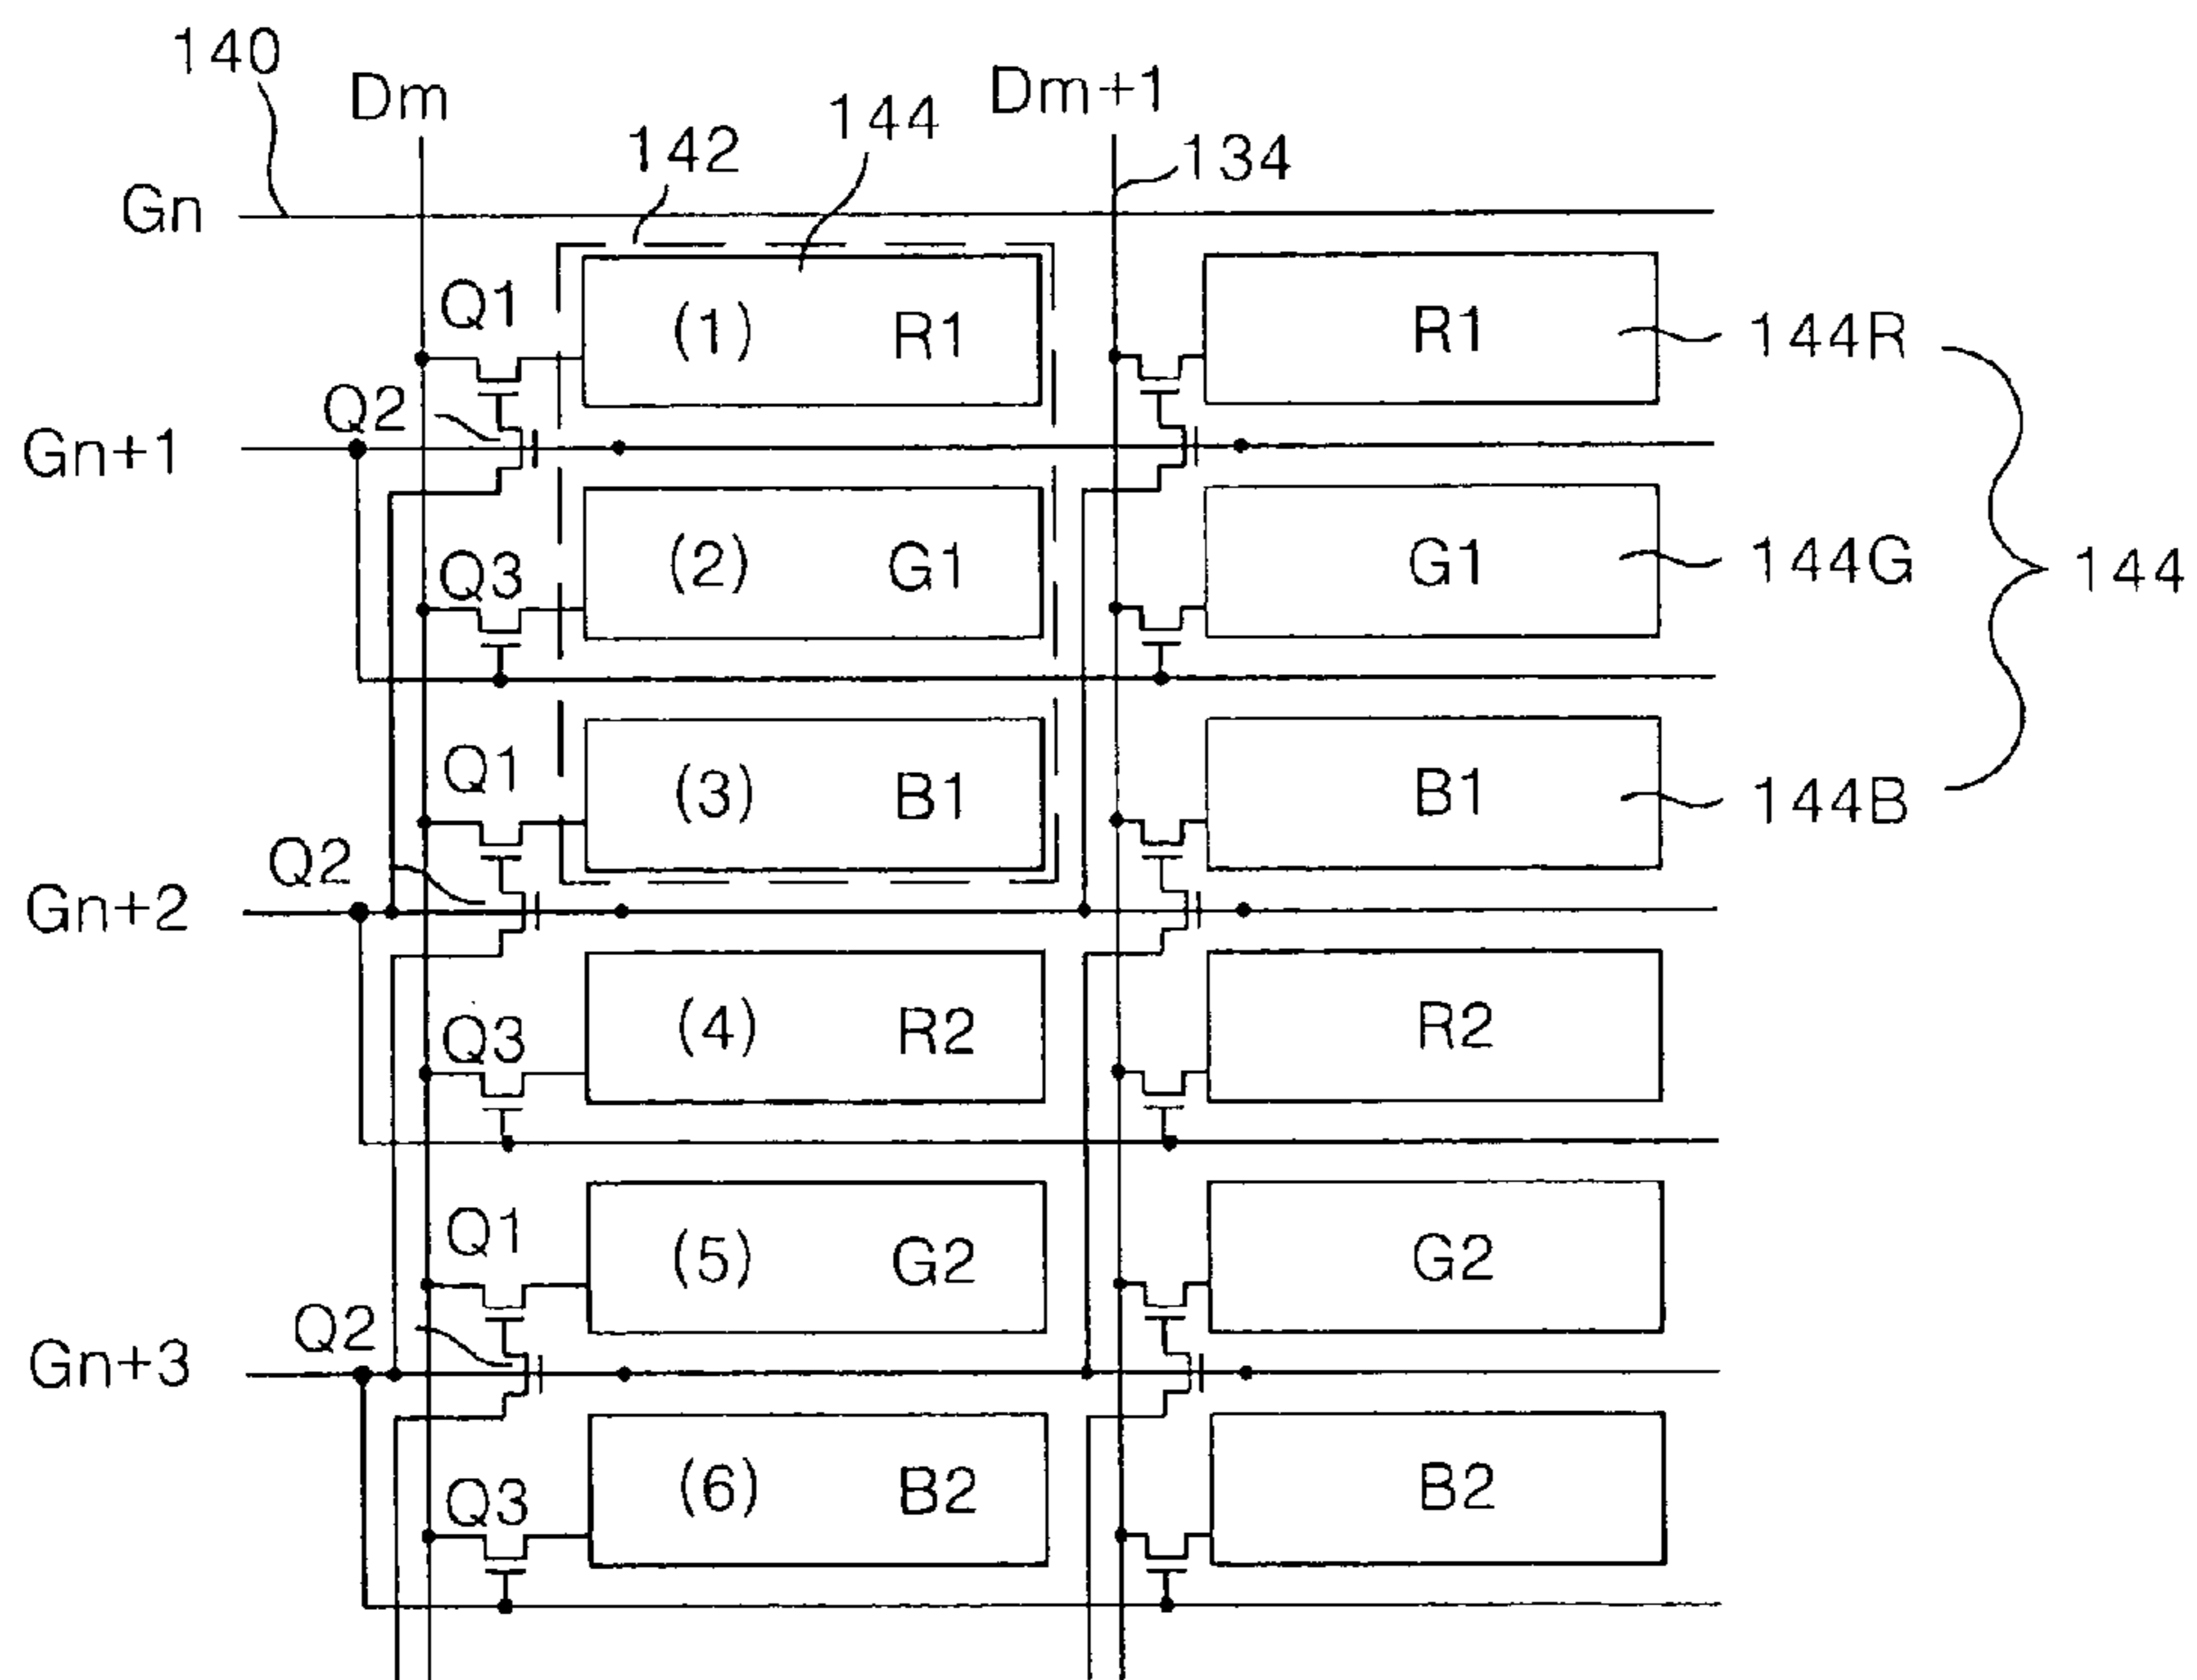 140
Dm
Dm+1
144
142
134
Gn
Q1
(1) R1
R1
144R
Q2
Gn+1
Q3
(2) G1
G1
144G
144
Q1
(3) B1
B1
144B
Q2
Gn+2
Q3
(4) R2
R2
Q1
(5) G2
G2
Q2
Gn+3
Q3
(6) B2
B2